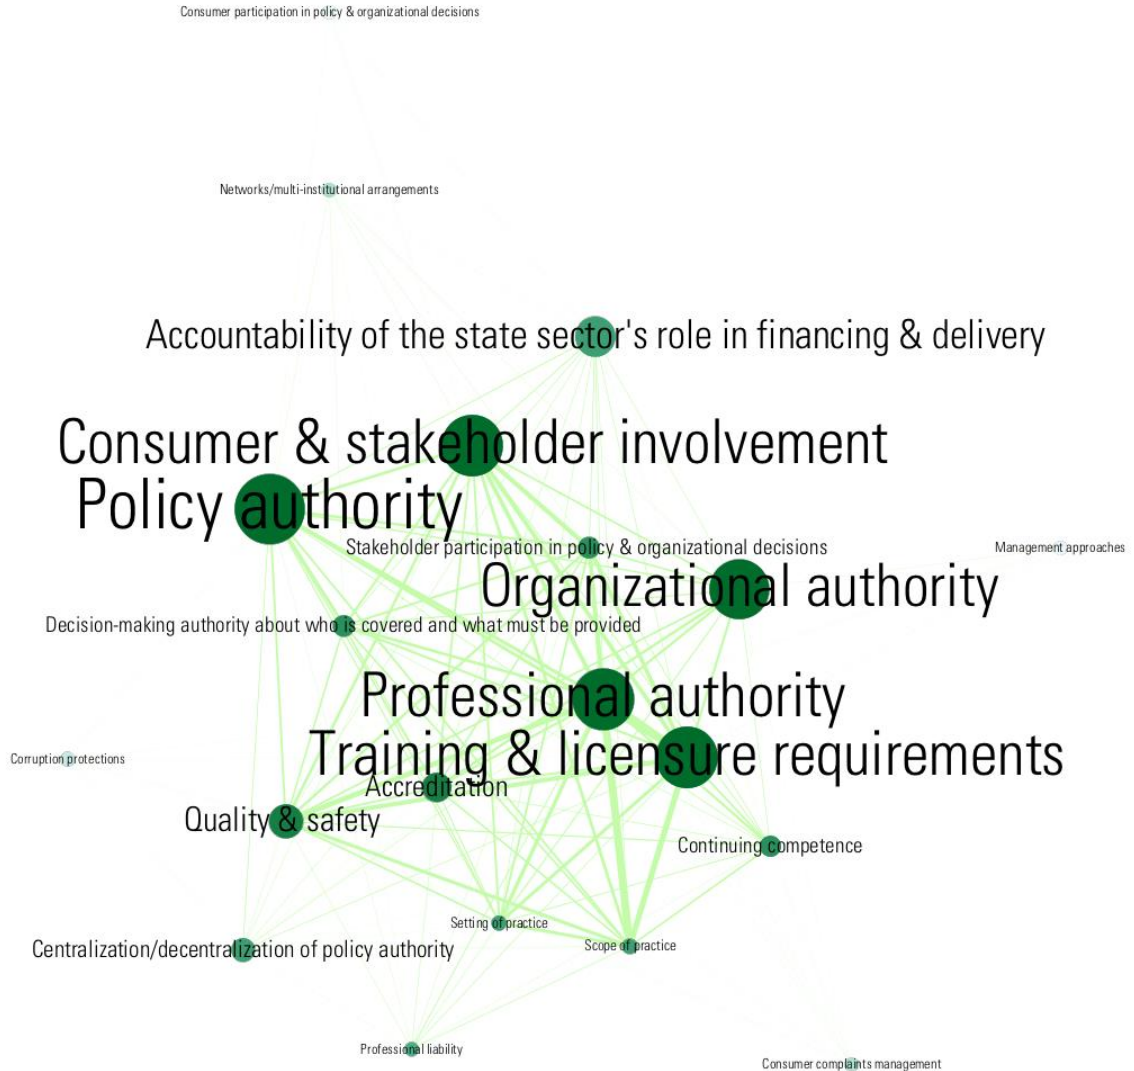 Consumer participation in policy & organizational decisions
Networks/multi-institutional arrangements
Accountability of the state sector's role in financing & delivery
Consumer & stakeholder involvement
Policy authority
Stakeholder participation in policy & organizational decisions
Management approaches
Organizational authority
Decision-making authority about who is covered and what must be provided
Professional authority
Training & licensure requirements
Corruption protections
Accreditation
Quality & safety
Continuing competence
Setting of practice
Scope of practice
Centralization/decentralization of policy authority
Professional liability
Consumer complaints management